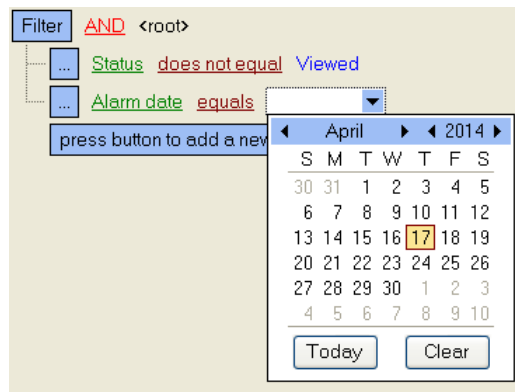 Filter AND <root>
... Status does not equal Viewed
... Alarm date equals
press button to add a new
April 2014
S M T W T F S
30 31 1 2 3 4 5
6 7 8 9 10 11 12
13 14 15 16 17 18 19
20 21 22 23 24 25 26
27 28 29 30 1 2 3
4 5 6 7 8 9 10
Today Clear